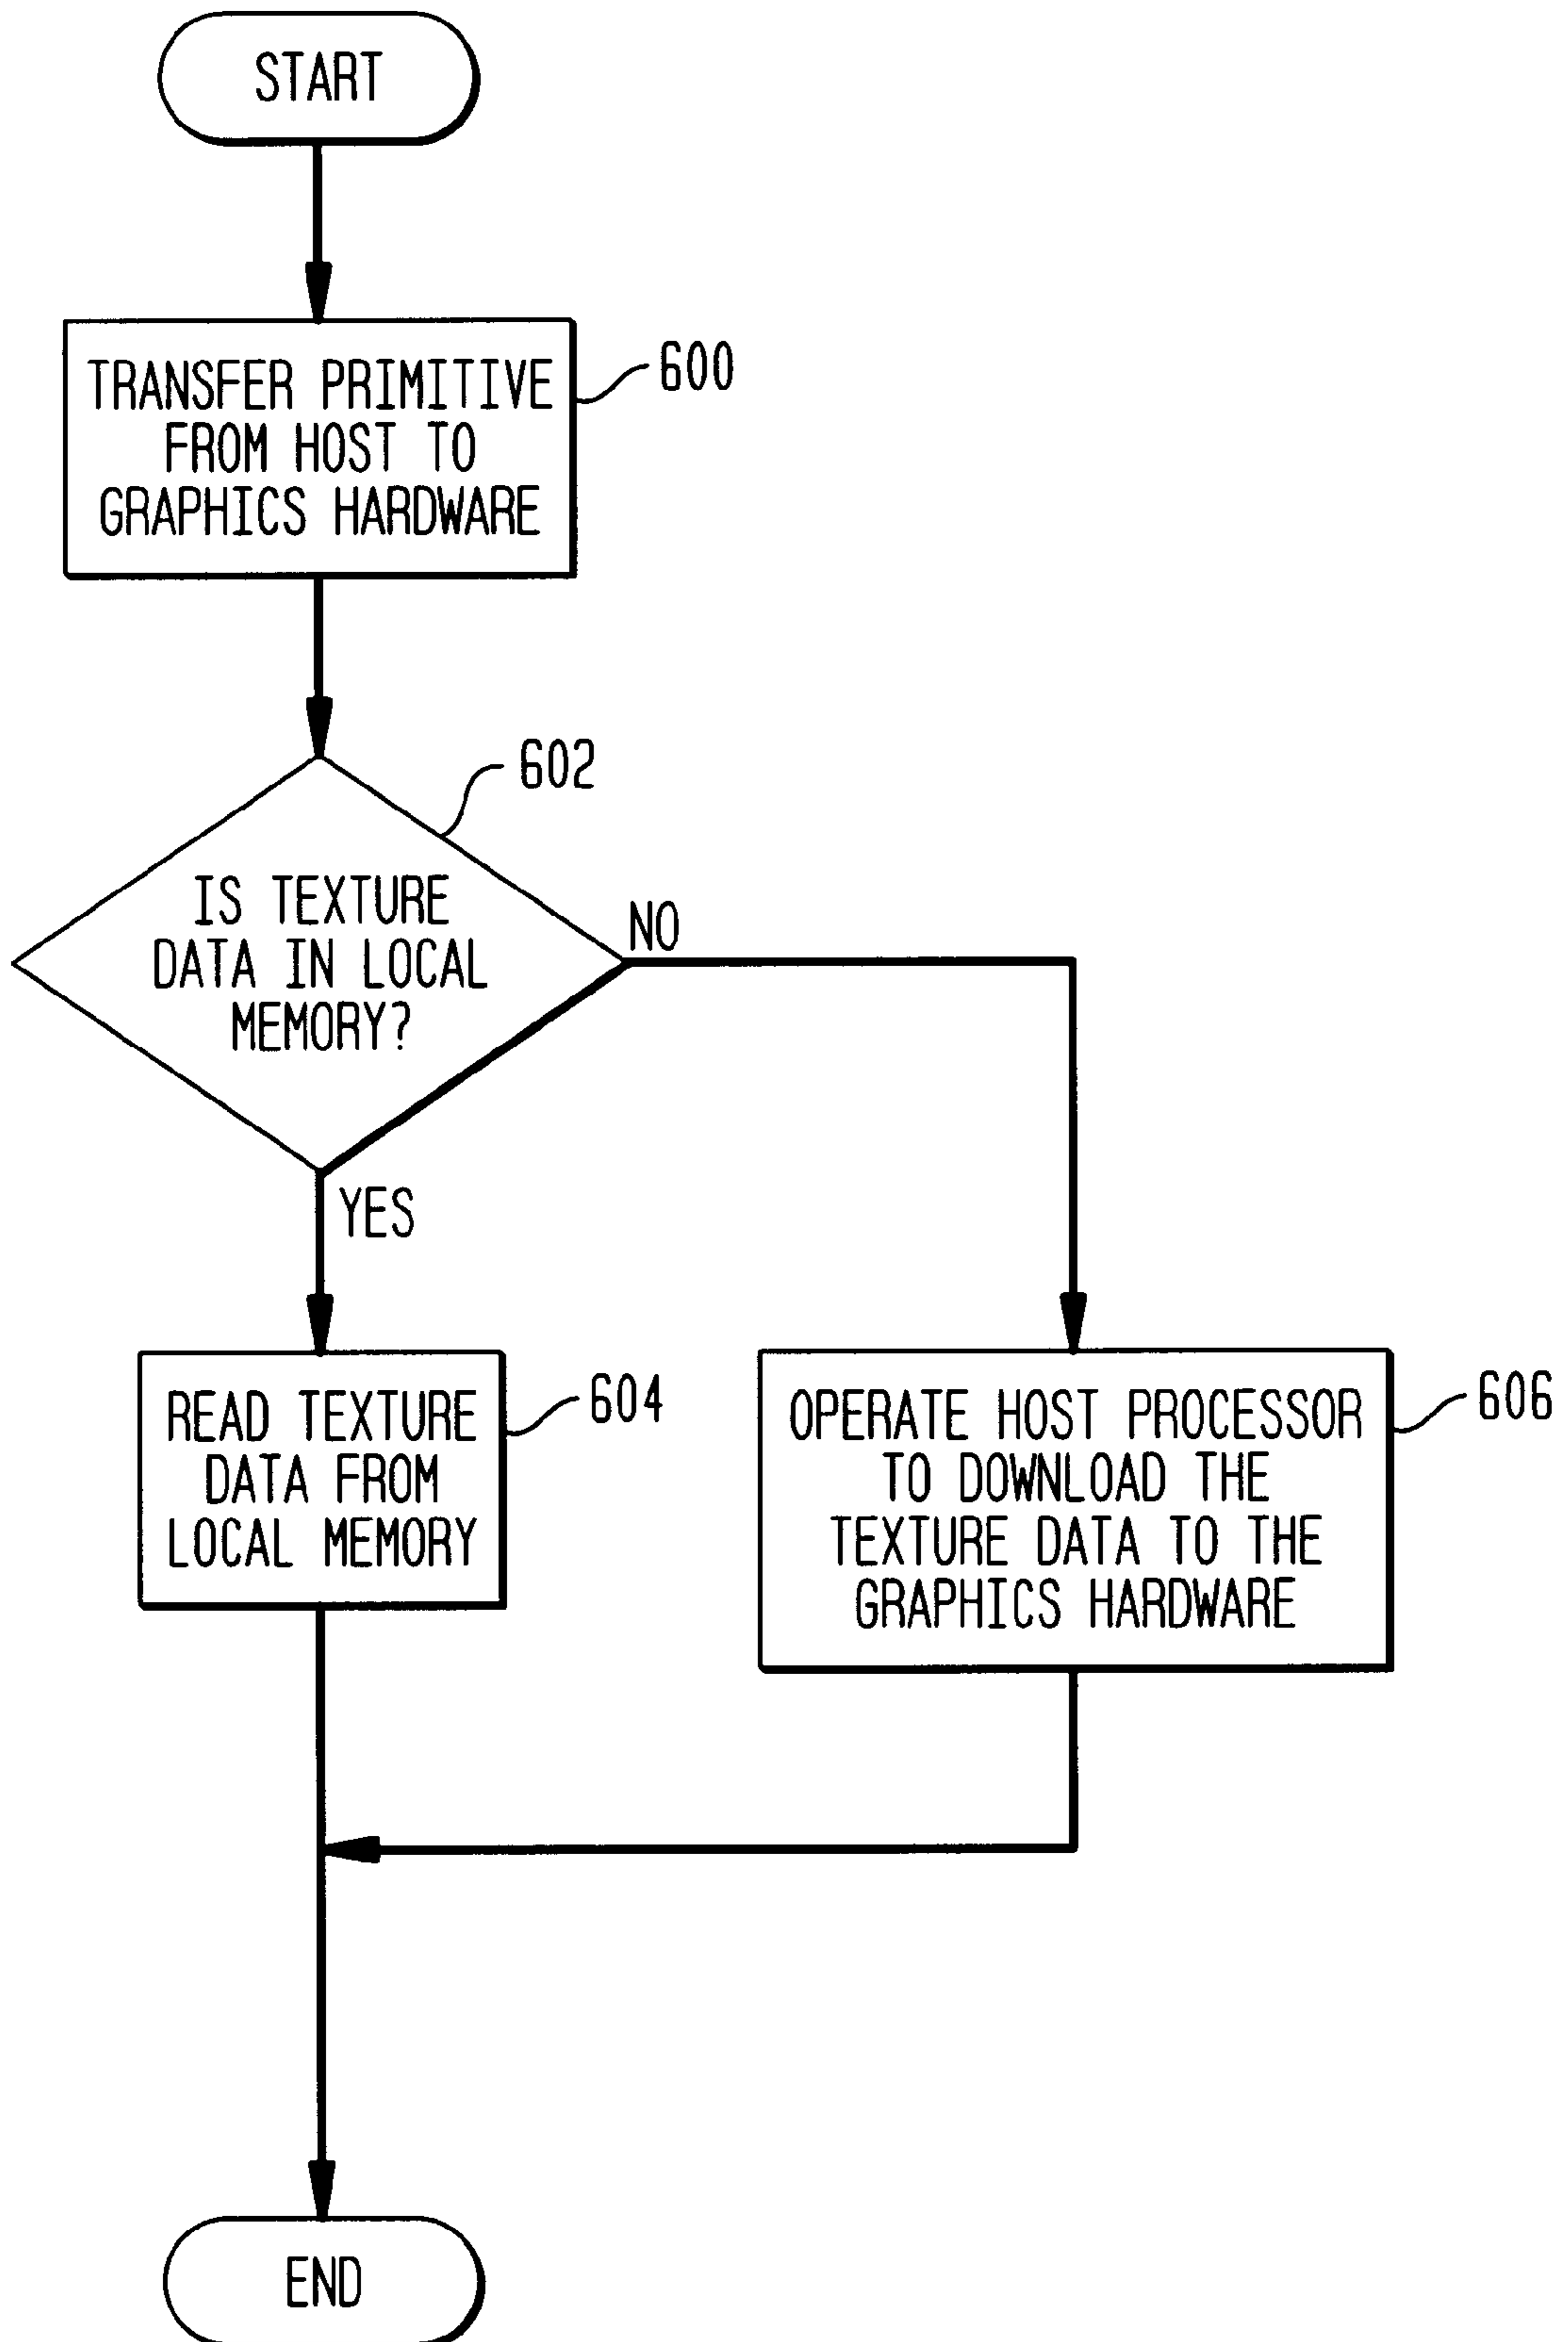 START
TRANSFER PRIMITIVE
FROM HOST TO
GRAPHICS HARDWARE
600
602
IS TEXTURE
DATA IN LOCAL
MEMORY?
NO
YES
READ TEXTURE
DATA FROM
LOCAL MEMORY
604
OPERATE HOST PROCESSOR
TO DOWNLOAD THE
TEXTURE DATA TO THE
GRAPHICS HARDWARE
606
END